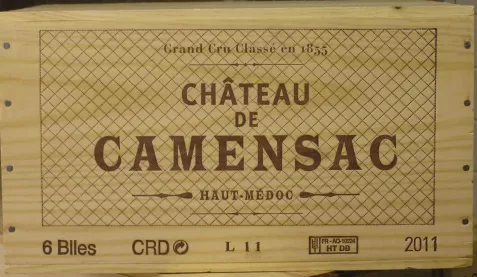 Grand Cru Classé en 1855
CHÂTEAU
DE
CAMENSAC
HAUT-MÉDOC
6 Blles CRD L 11 HT DB 2011